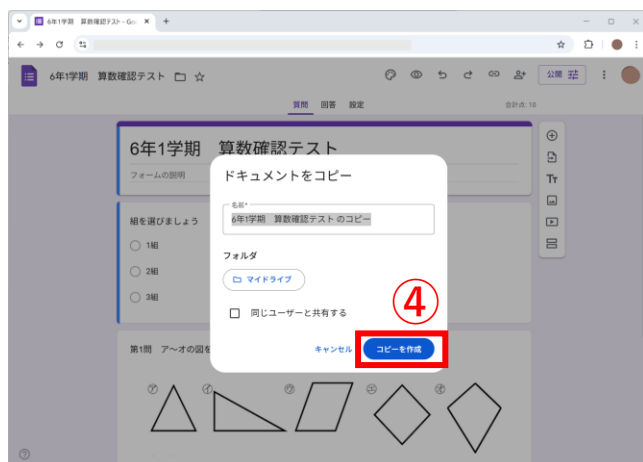 6年1学期 算数確認テスト - Goo
6年1学期 算数確認テスト
公開
質問 回答 設定
合計点: 10
6年1学期 算数確認テスト
フォームの説明
ドキュメントをコピー
名前*
6年1学期 算数確認テスト のコピー
組を選びましょう
1組
2組
3組
フォルダ
マイドライブ
同じユーザーと共有する
④
キャンセル
コピーを作成
第1問 ア～オの図を
㋐ ㋑ ㋒ ㋓ ㋔
Tт